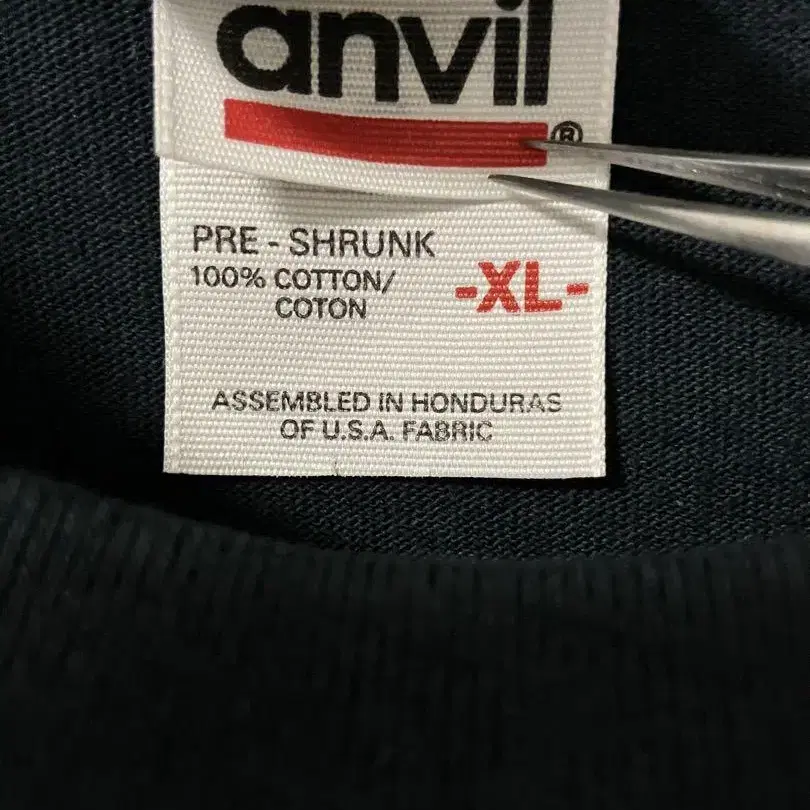 anvil
®
PRE - SHRUNK
100% COTTON/
COTON
-XL-
ASSEMBLED IN HONDURAS
OF U.S.A. FABRIC